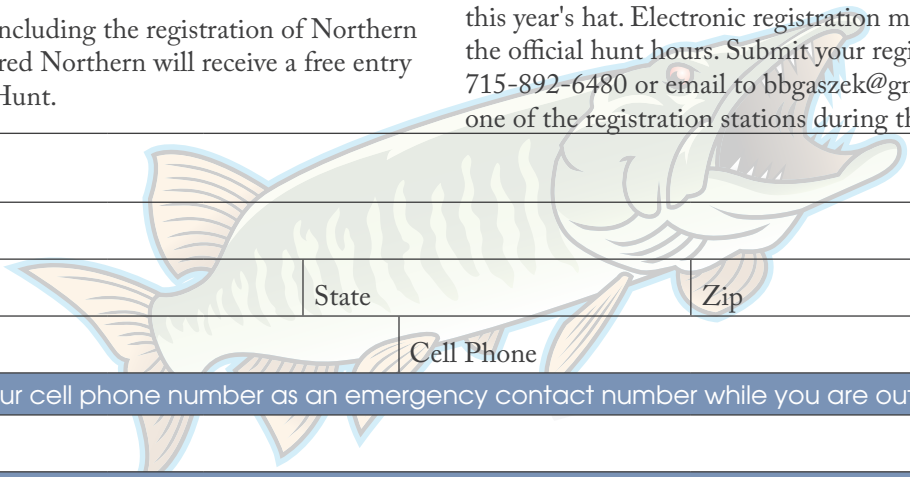 ncluding the registration of Northern
red Northern will receive a free entry
Hunt.
this year's hat. Electronic registration m
the official hunt hours. Submit your regi
715-892-6480 or email to bbgaszek@gm
one of the registration stations during th
State
Zip
Cell Phone
ur cell phone number as an emergency contact number while you are out